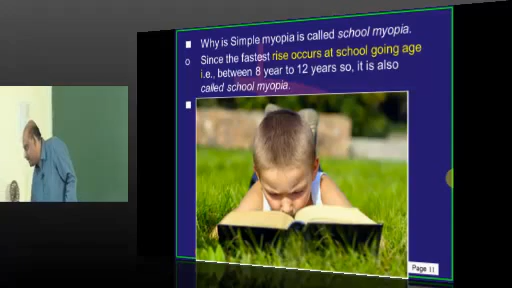 Why is Simple myopia is called school myopia.
Since the fastest rise occurs at school going age
i.e., between 8 year to 12 years so, it is also
called school myopia.
Page 11